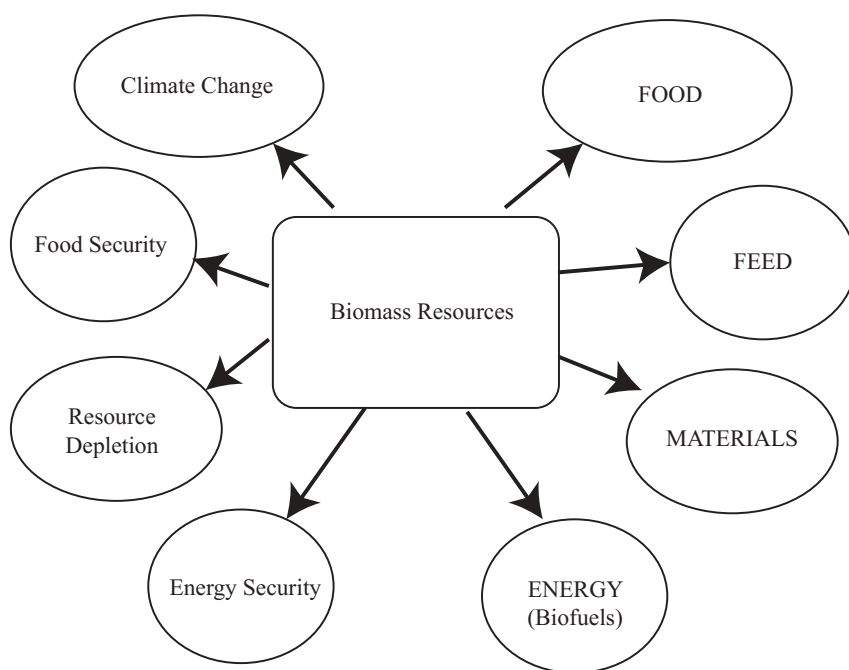 Climate Change
FOOD
Food Security
FEED
Biomass Resources
Resource
Depletion
MATERIALS
Energy Security
ENERGY
(Biofuels)